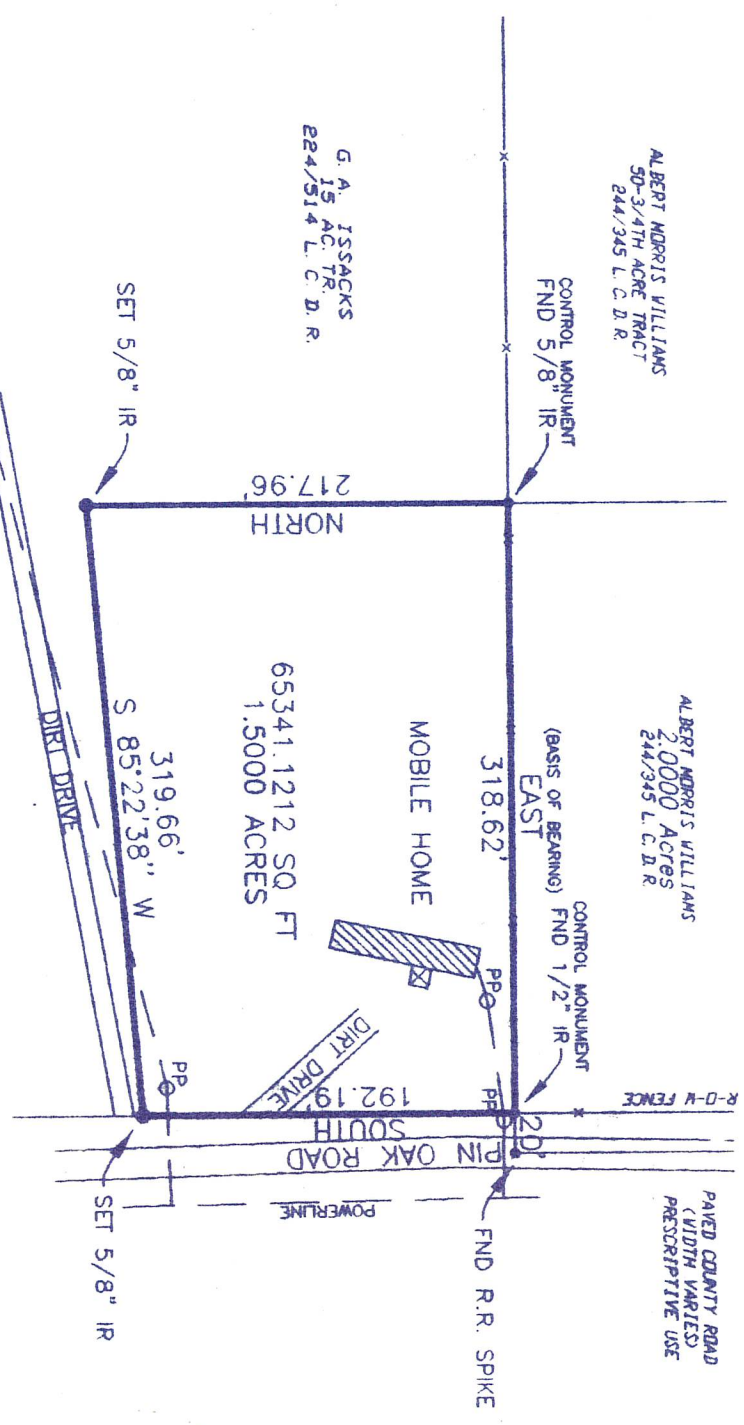 ALBERT MORRIS WILLIAMS
50-3/4TH ACRE TRACT
244/345 L. C. D. R.
ALBERT MORRIS WILLIAMS
2.0000 Acres
244/345 L. C. D. R.
PAVED COUNTY ROAD
(WIDTH VARIES)
PRESCRIPTIVE USE
R-O-W FENCE
CONTROL MONUMENT
FND 5/8" IR
CONTROL MONUMENT
FND 1/2" IR
(BASIS OF BEARING)
EAST
318.62'
20'
FND R.R. SPIKE
G. A. ISSACKS
15 AC. TR.
224/514 L. C. D. R.
NORTH
217.96'
MOBILE HOME
PP
PP
65341.1212 SQ FT
1.5000 ACRES
DIRT DRIVE
192.19'
SOUTH
PIN OAK ROAD
POWERLINE
PP
319.66'
S 85°22'38" W
DIRT DRIVE
SET 5/8" IR
SET 5/8" IR